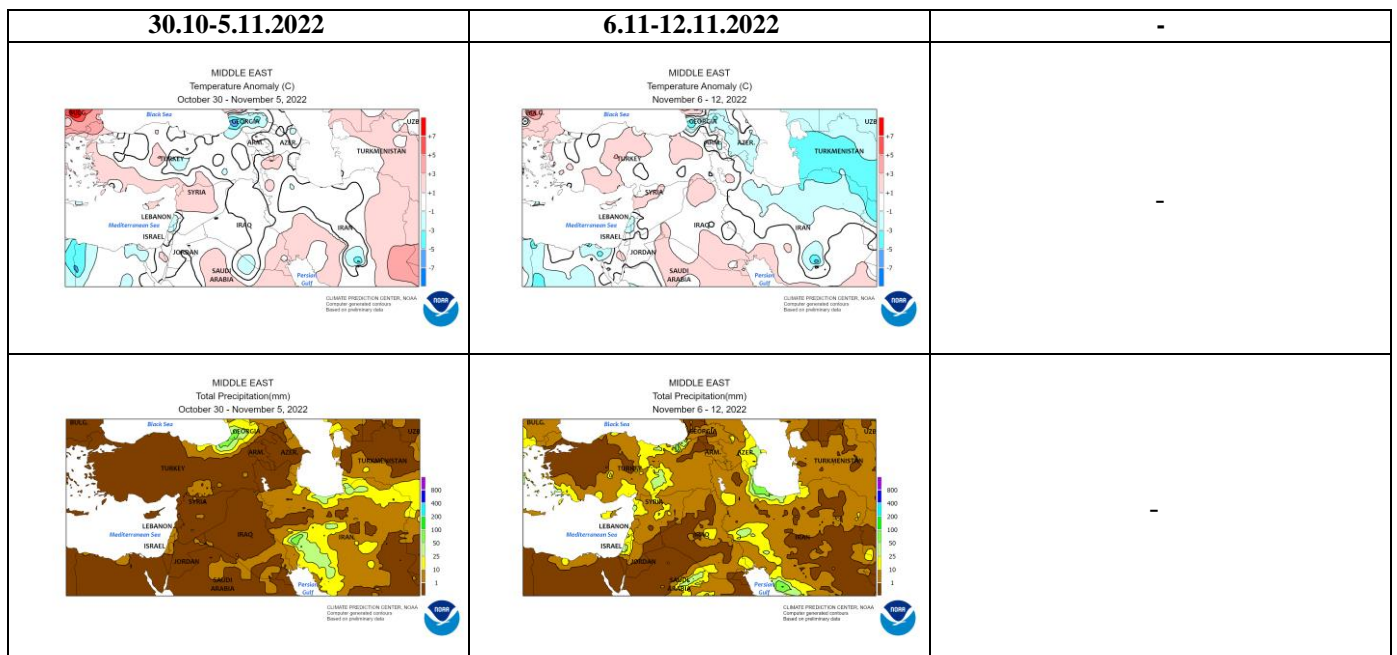 30.10-5.11.2022
6.11-12.11.2022
-
MIDDLE EAST
Temperature Anomaly (C)
October 30 - November 5, 2022
BULG.
Black Sea
GEORGIA
UZB
ARM.
AZER.
TURKEY
TURKMENISTAN
SYRIA
LEBANON
Mediterranean Sea
IRAQ
IRAN
ISRAEL
JORDAN
SAUDI
ARABIA
Persian
Gulf
+7
+5
+3
+1
-1
-3
-5
-7
CLIMATE PREDICTION CENTER, NOAA
Computer generated contours
Based on preliminary data
NOAA
MIDDLE EAST
Temperature Anomaly (C)
November 6 - 12, 2022
Black Sea
GEORGIA
UZB
ARM.
AZER.
TURKEY
TURKMENISTAN
SYRIA
LEBANON
Mediterranean Sea
IRAQ
IRAN
ISRAEL
JORDAN
SAUDI
ARABIA
Persian
Gulf
+7
+5
+3
+1
-1
-3
-5
-7
CLIMATE PREDICTION CENTER, NOAA
Computer generated contours
Based on preliminary data
NOAA
-
MIDDLE EAST
Total Precipitation(mm)
October 30 - November 5, 2022
BULG.
Black Sea
GEORGIA
UZB
ARM.
AZER.
TURKEY
TURKMENISTAN
SYRIA
LEBANON
Mediterranean Sea
IRAQ
IRAN
ISRAEL
JORDAN
SAUDI
ARABIA
Persian
Gulf
800
400
200
100
50
25
10
1
CLIMATE PREDICTION CENTER, NOAA
Computer generated contours
Based on preliminary data
NOAA
MIDDLE EAST
Total Precipitation(mm)
November 6 - 12, 2022
BULG.
Black Sea
GEORGIA
UZB
ARM.
AZER.
TURKEY
TURKMENISTAN
SYRIA
LEBANON
Mediterranean Sea
IRAQ
IRAN
ISRAEL
JORDAN
SAUDI
ARABIA
Persian
Gulf
800
400
200
100
50
25
10
1
CLIMATE PREDICTION CENTER, NOAA
Computer generated contours
Based on preliminary data
NOAA
-